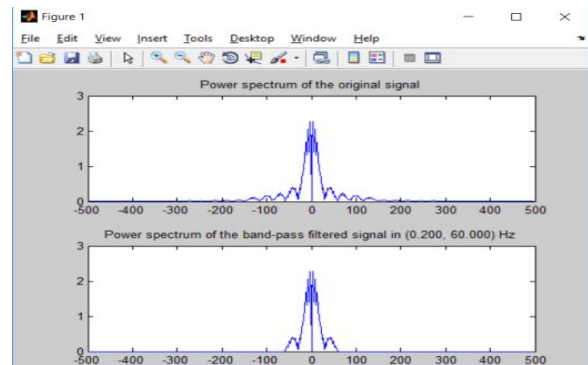 Figure 1
File Edit View Insert Tools Desktop Window Help
Power spectrum of the original signal
3
2
1
0
-500 -400 -300 -200 -100 0 100 200 300 400 500
Power spectrum of the band-pass filtered signal in (0.200, 60.000) Hz
3
2
1
0
-500 -400 -300 -200 -100 0 100 200 300 400 500